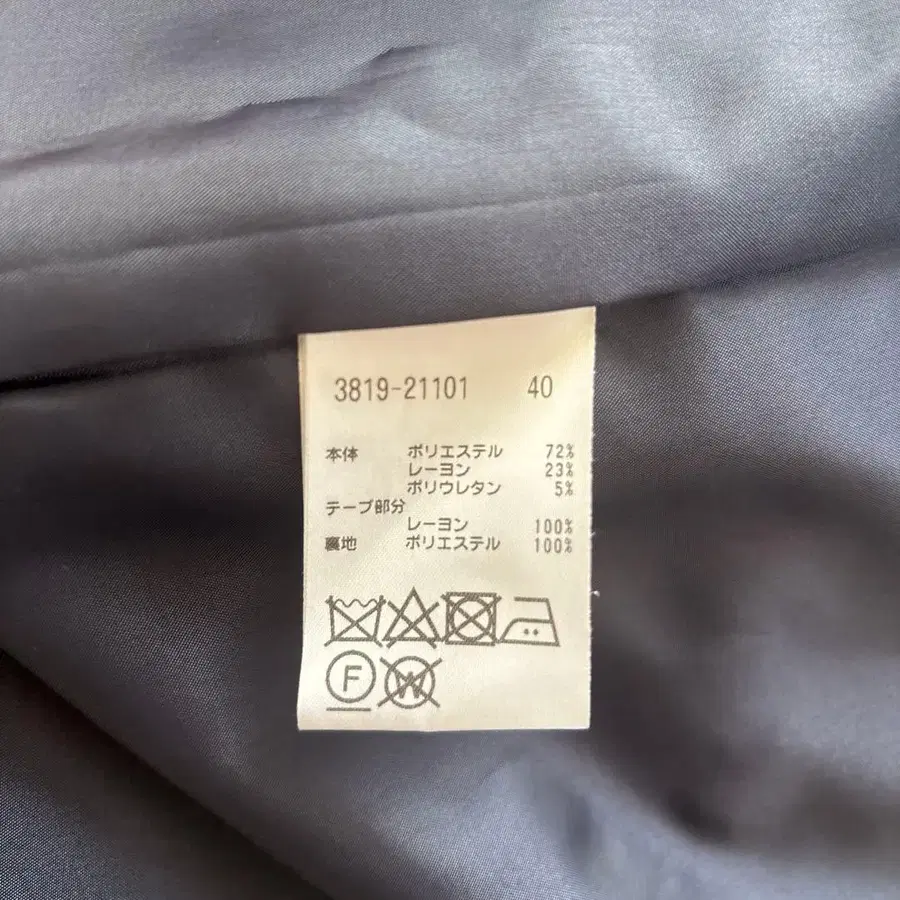 3819-21101 40
本体 ポリエステル 72%
レーヨン 23%
ポリウレタン 5%
テープ部分
レーヨン 100%
裏地 ポリエステル 100%
F W